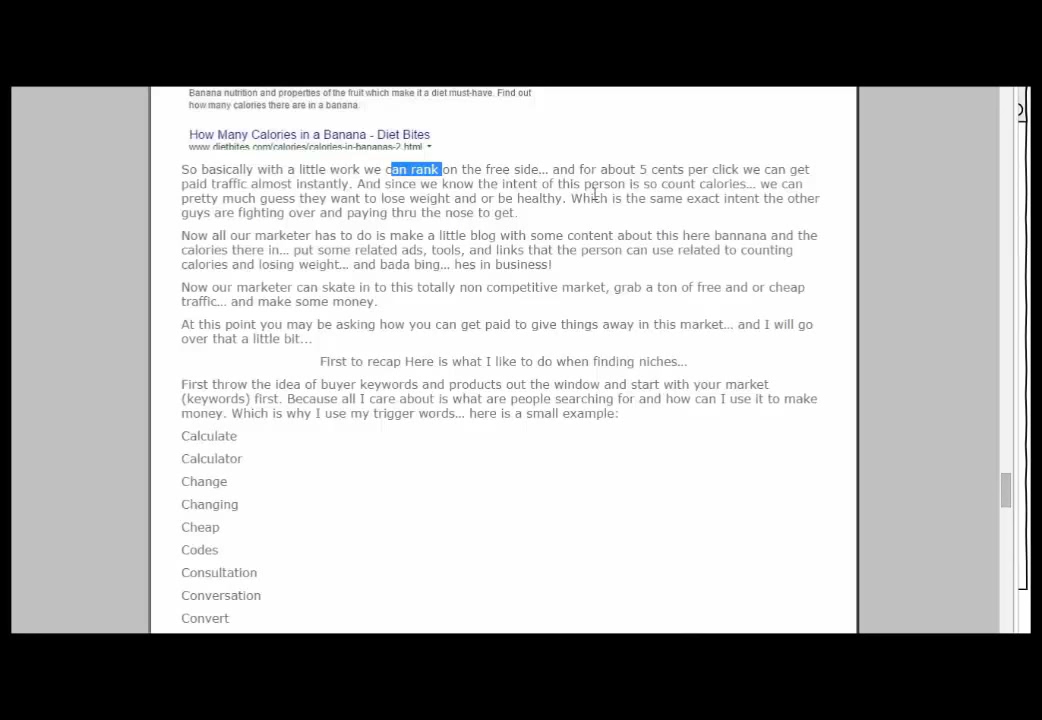 Banana nutrition and properties of the fruit which make it a diet must-have. Find out
how many calories there are in a banana.
How Many Calories in a Banana - Diet Bites
www.dietbites.com/calories/calories-in-bananas-2.html
So basically with a little work we can rank on the free side... and for about 5 cents per click we can get
paid traffic almost instantly. And since we know the intent of this person is so count calories... we can
pretty much guess they want to lose weight and or be healthy. Which is the same exact intent the other
guys are fighting over and paying thru the nose to get.
Now all our marketer has to do is make a little blog with some content about this here bannana and the
calories there in... put some related ads, tools, and links that the person can use related to counting
calories and losing weight... and bada bing... hes in business!
Now our marketer can skate in to this totally non competitive market, grab a ton of free and or cheap
traffic... and make some money.
At this point you may be asking how you can get paid to give things away in this market... and I will go
over that a little bit...
First to recap Here is what I like to do when finding niches...
First throw the idea of buyer keywords and products out the window and start with your market
(keywords) first. Because all I care about is what are people searching for and how can I use it to make
money. Which is why I use my trigger words... here is a small example:
Calculate
Calculator
Change
Changing
Cheap
Codes
Consultation
Conversation
Convert